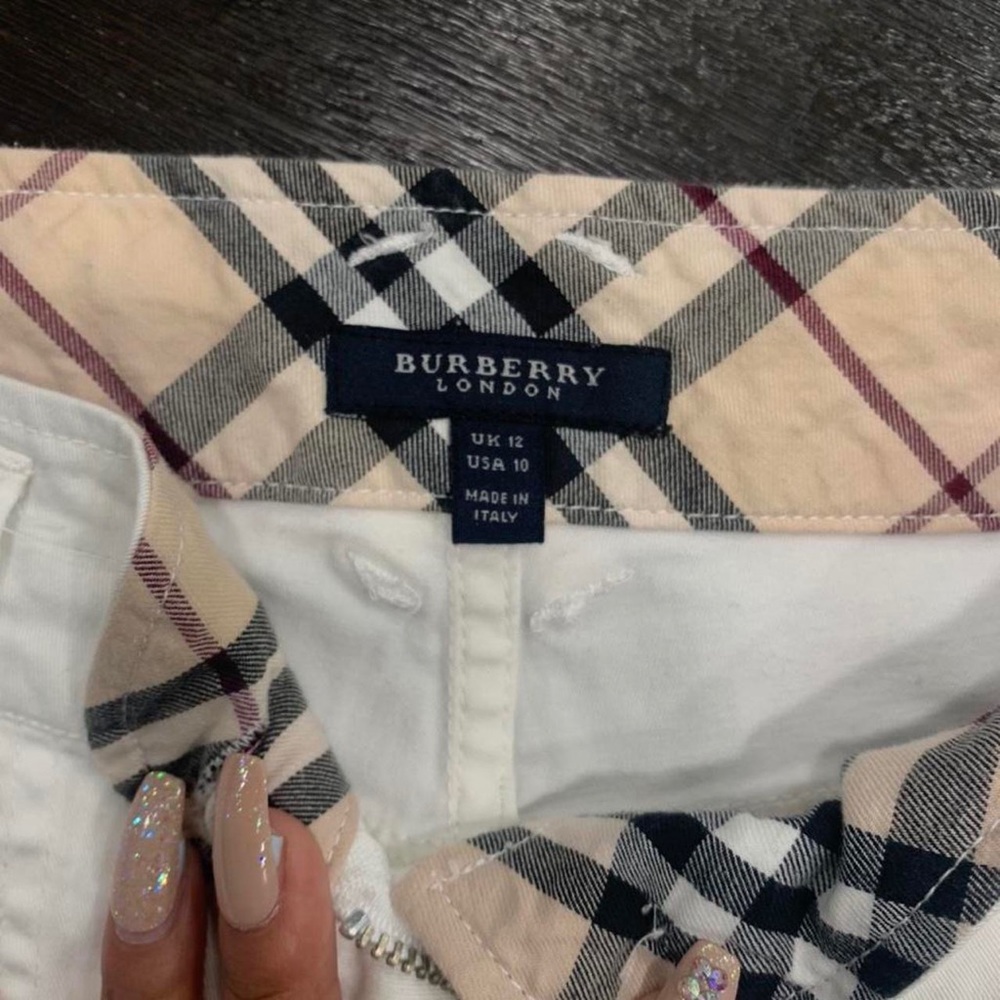 BURBERRY
LONDON
UK 12
USA 10
MADE IN
ITALY